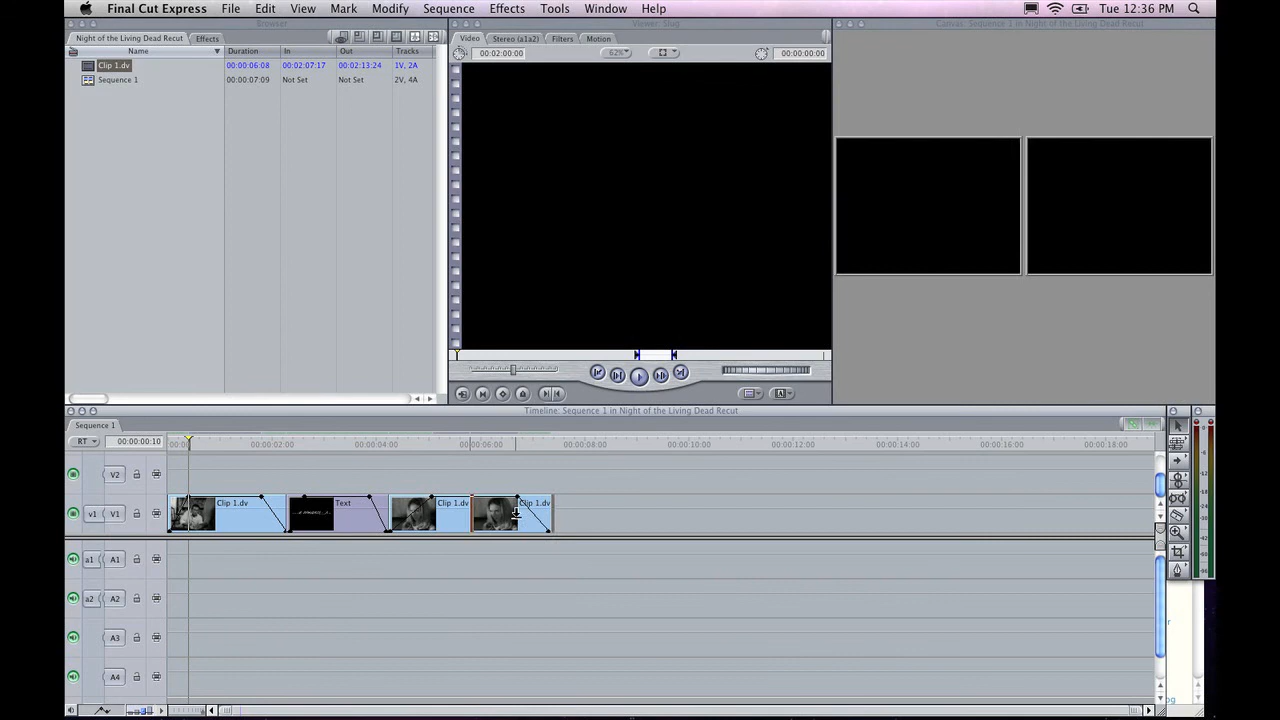 Final Cut Express File Edit View Mark Modify Sequence Effects Tools Window Help Tue 12:36 PM
Browser Viewer: Slug Canvas: Sequence 1 in Night of the Living Dead Recut
Night of the Living Dead Recut Effects Video Stereo (a1a2) Filters Motion
Name Duration In Out Tracks 00:02:00:00 62% 00:00:00:00
Clip 1.dv 00:00:06:08 00:02:07:17 00:02:13:24 1V, 2A
Sequence 1 00:00:07:09 Not Set Not Set 2V, 4A
Timeline: Sequence 1 in Night of the Living Dead Recut
Sequence 1
RT 00:00:00:10 00:00 00:00:02:00 00:00:04:00 00:00:06:00 00:00:08:00 00:00:10:00 00:00:12:00 00:00:14:00 00:00:16:00 00:00:18:00
V2
v1 V1 Clip 1.dv Text Clip 1.dv Clip 1.dv
a1 A1
a2 A2
A3
A4